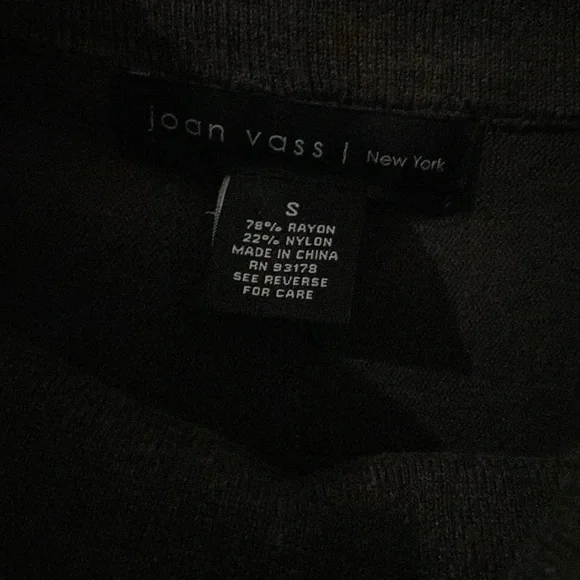 joan vass | New York
S
78% RAYON
22% NYLON
MADE IN CHINA
RN 93178
SEE REVERSE
FOR CARE